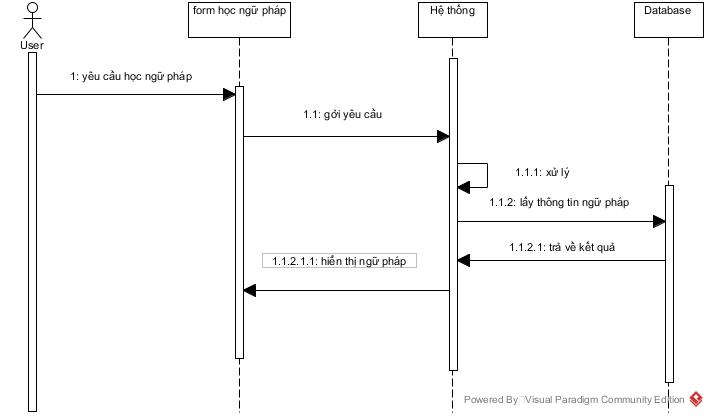 form học ngữ pháp
Hệ thống
Database
User
1: yêu cầu học ngữ pháp
1.1: gởi yêu cầu
1.1.1: xử lý
1.1.2: lấy thông tin ngữ pháp
1.1.2.1: trả về kết quả
1.1.2.1.1: hiển thị ngữ pháp
Powered By Visual Paradigm Community Edition